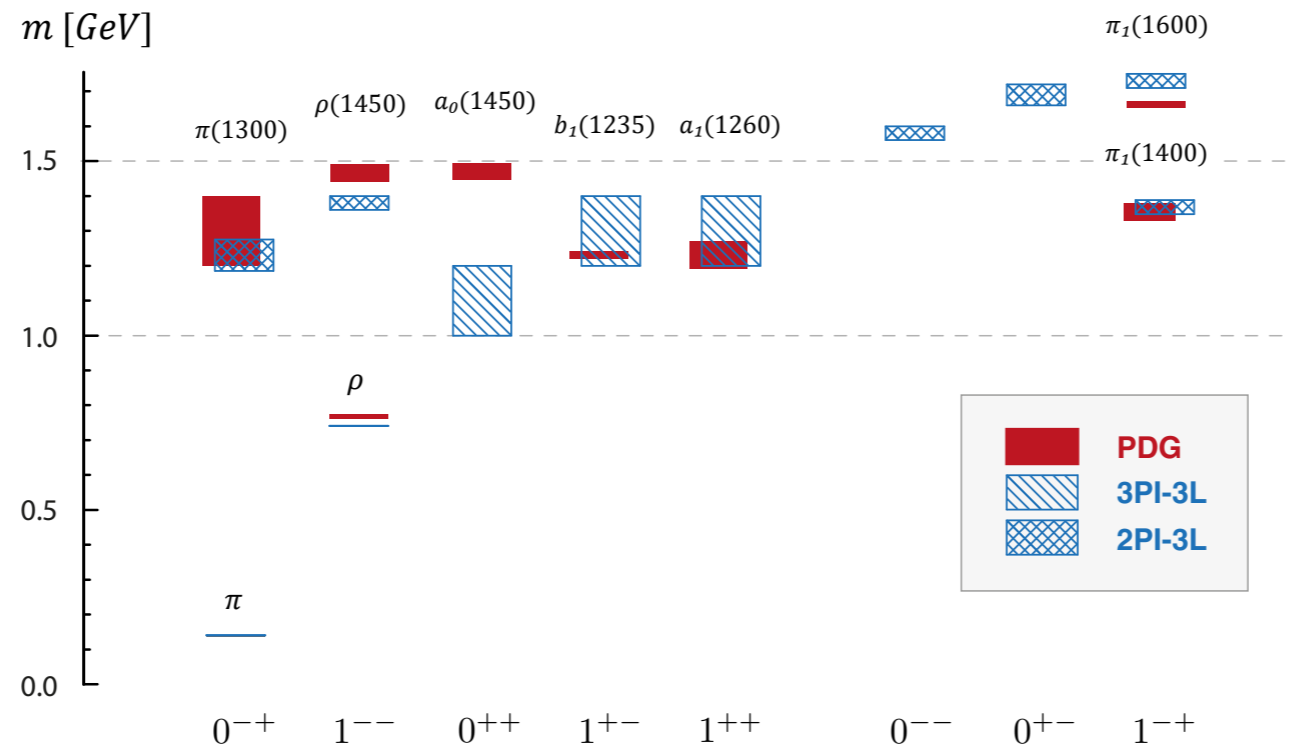 m [GeV]
π₁(1600)
ρ(1450)
a₀(1450)
π(1300)
b₁(1235)
a₁(1260)
1.5
π₁(1400)
1.0
ρ
PDG
3PI-3L
2PI-3L
0.5
π
0.0
0⁻⁺ 1⁻⁻ 0⁺⁺ 1⁺⁻ 1⁺⁺ 0⁻⁻ 0⁺⁻ 1⁻⁺